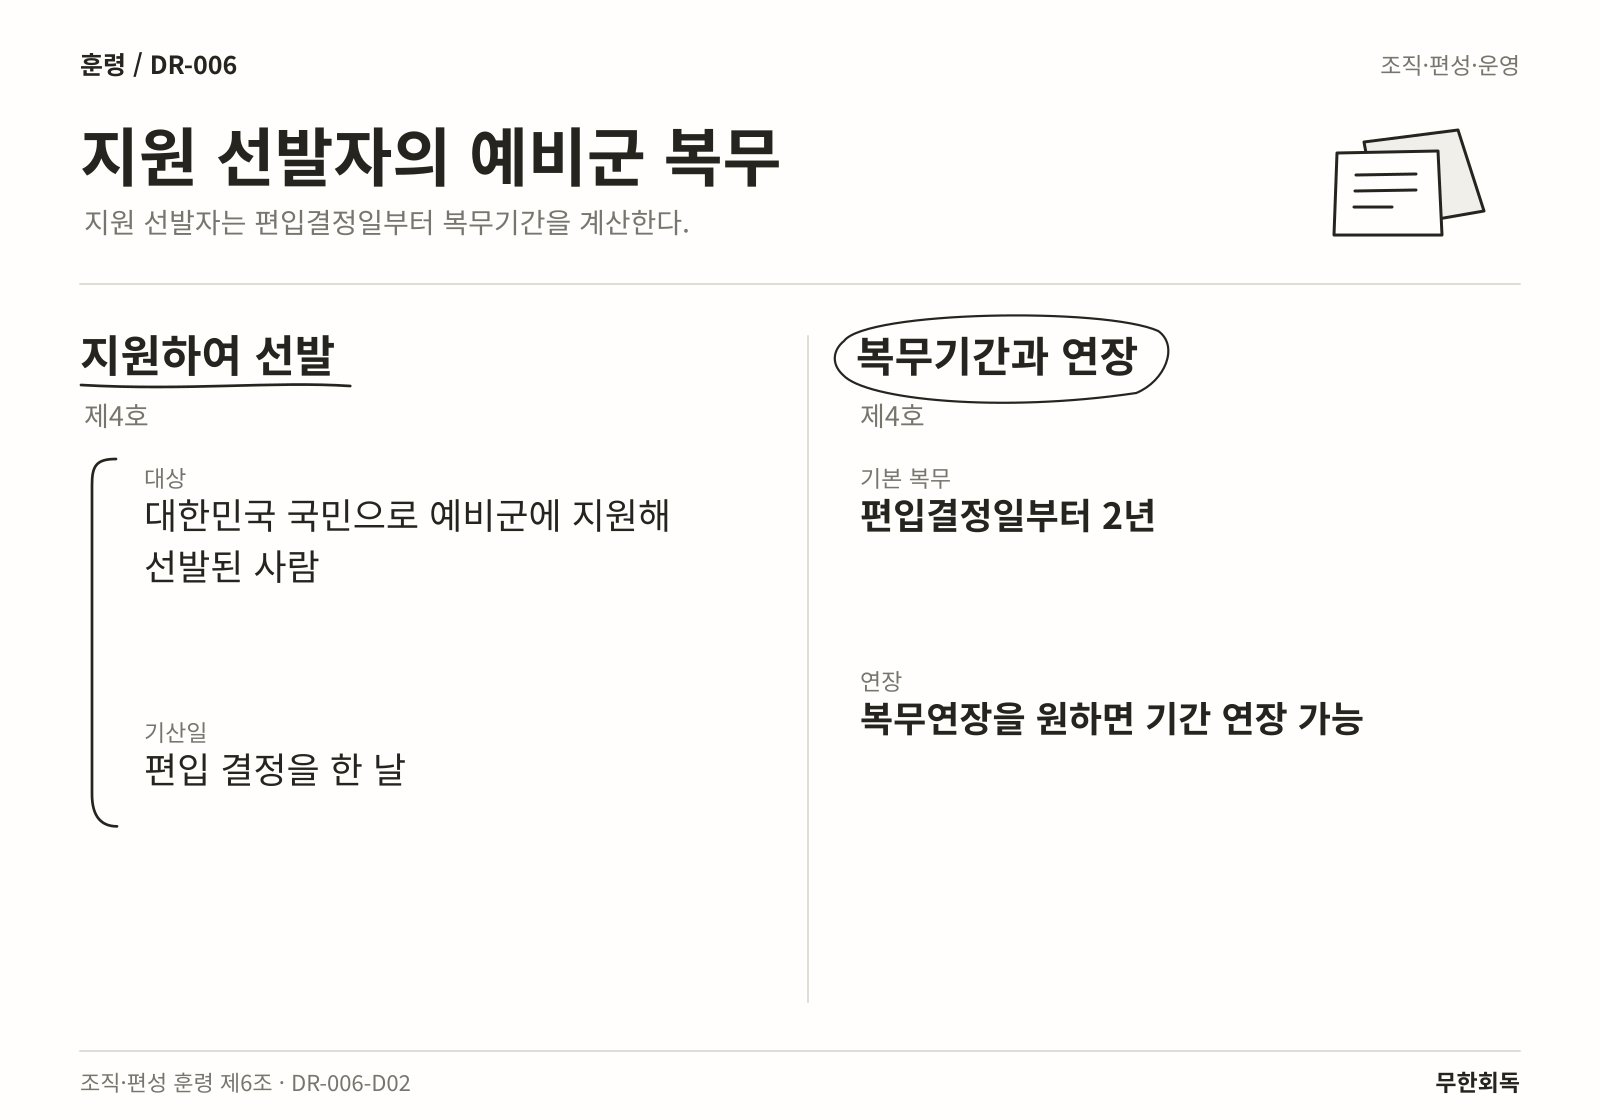 훈령 / DR-006
조직·편성·운영
지원 선발자의 예비군 복무
지원 선발자는 편입결정일부터 복무기간을 계산한다.
지원하여 선발
제4호
대상
대한민국 국민으로 예비군에 지원해
선발된 사람
기산일
편입 결정을 한 날
복무기간과 연장
제4호
기본 복무
편입결정일부터 2년
연장
복무연장을 원하면 기간 연장 가능
조직·편성 훈령 제6조 · DR-006-D02
무한회독